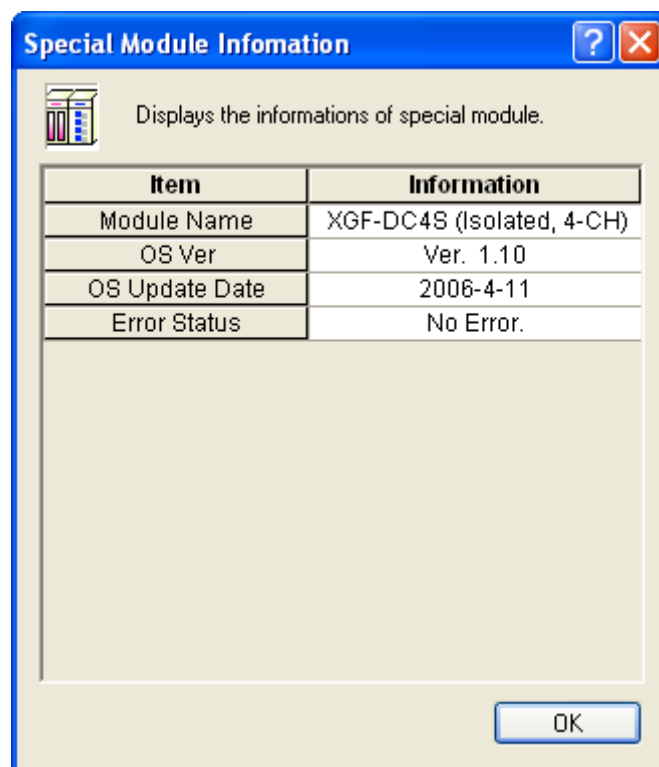 Special Module Infomation
Displays the informations of special module.
Item Information
Module Name XGF-DC4S (Isolated, 4-CH)
OS Ver Ver. 1.10
OS Update Date 2006-4-11
Error Status No Error.
OK